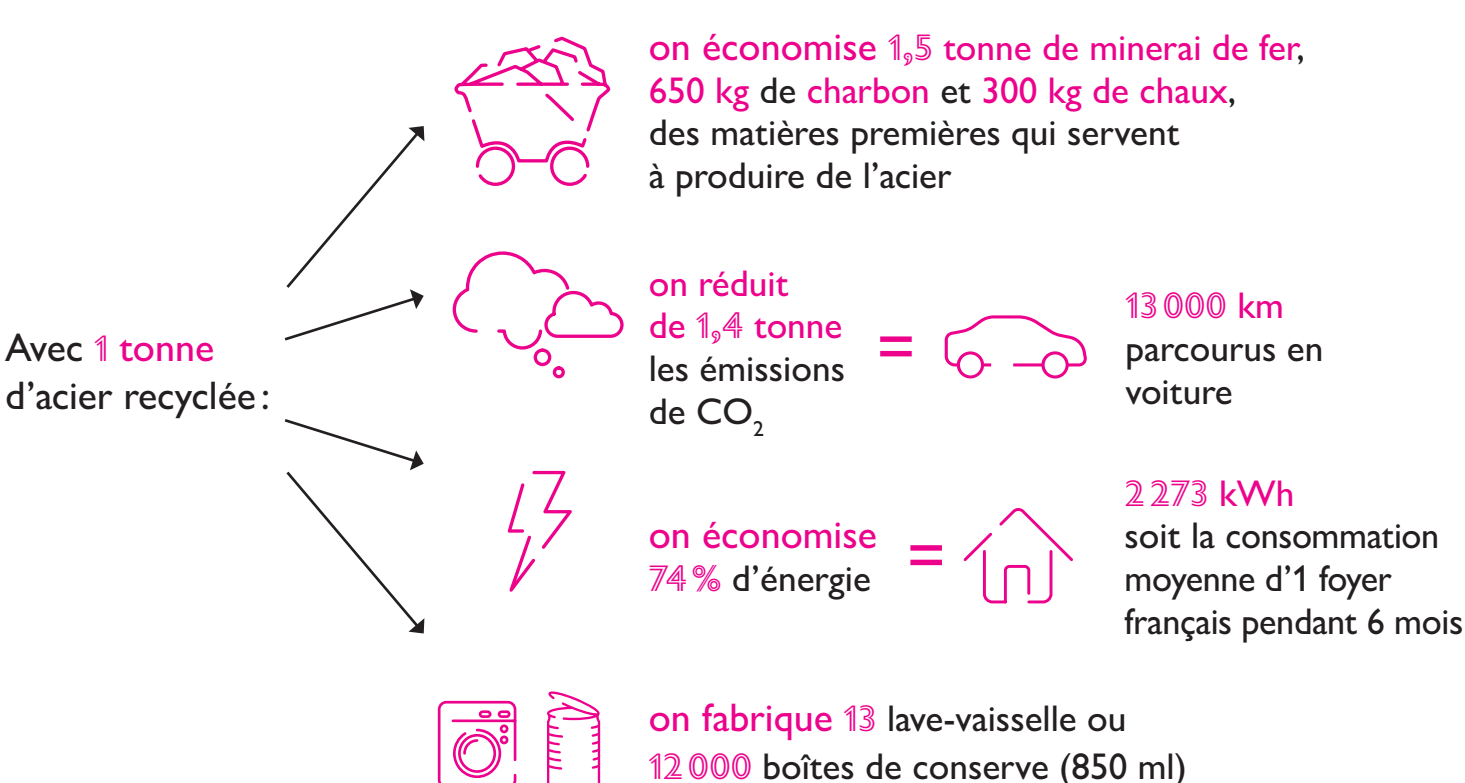 Avec 1 tonne
d'acier recyclée :
on économise 1,5 tonne de minerai de fer,
650 kg de charbon et 300 kg de chaux,
des matières premières qui servent
à produire de l'acier
on réduit
de 1,4 tonne
les émissions
de CO₂
=
13 000 km
parcourus en
voiture
on économise
74 % d'énergie
=
2 273 kWh
soit la consommation
moyenne d'1 foyer
français pendant 6 mois
on fabrique 13 lave-vaisselle ou
12 000 boîtes de conserve (850 ml)